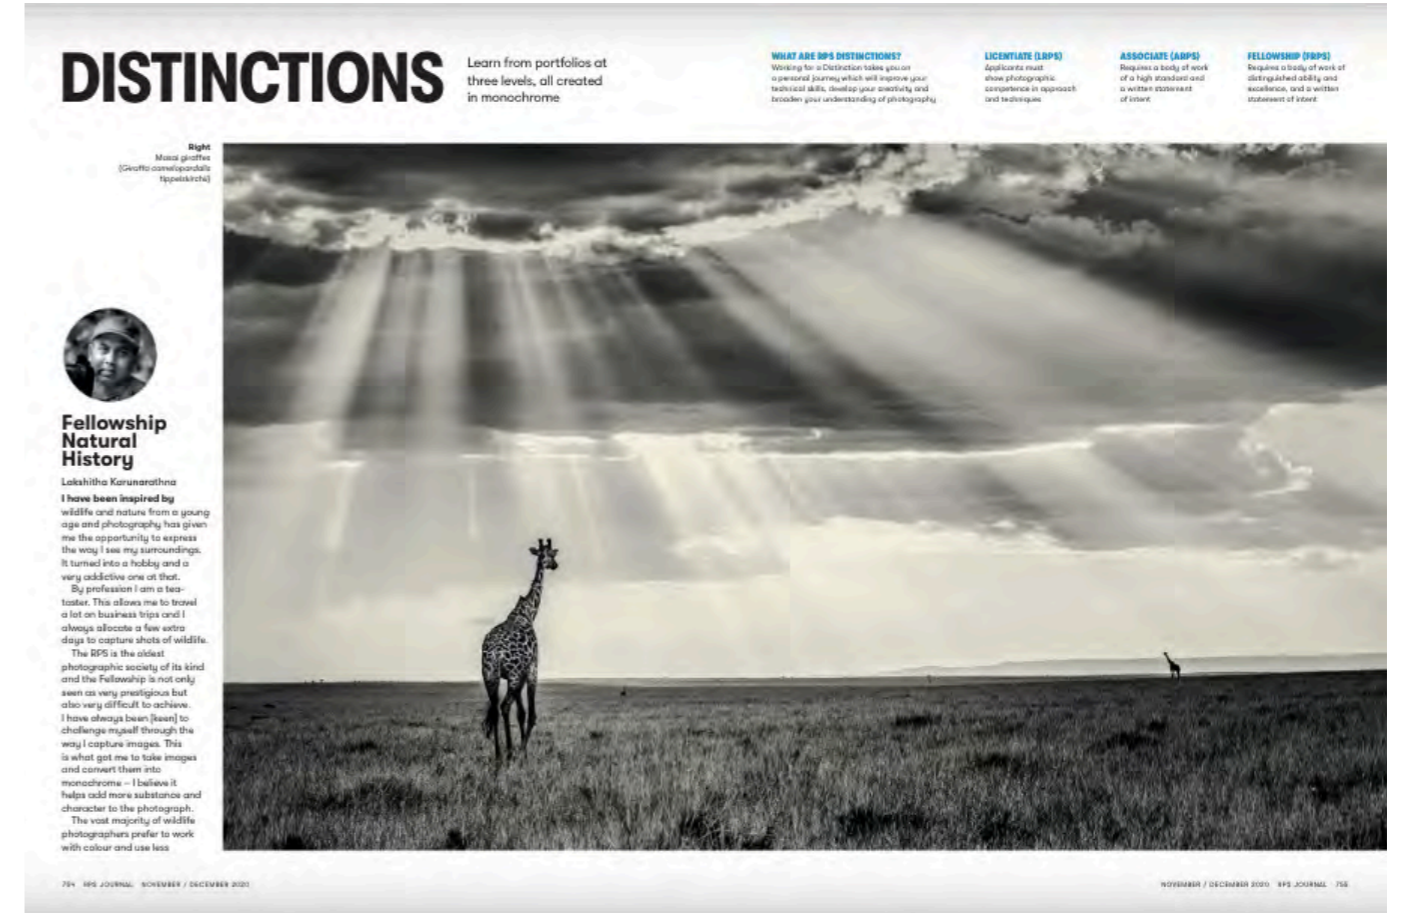 DISTINCTIONS
Learn from portfolios at
three levels, all created
in monochrome
WHAT ARE RPS DISTINCTIONS?
Working for a Distinction takes you on
a personal journey which will improve your
technical skills, develop your creativity and
broaden your understanding of photography
LICENTIATE (LRPS)
Applicants must
show photographic
competence in approach
and techniques
ASSOCIATE (ARPS)
Requires a body of work
of a high standard and
a written statement
of intent
FELLOWSHIP (FRPS)
Requires a body of work of
distinguished ability and
excellence, and a written
statement of intent
Right
Masai giraffes
(Giraffa camelopardalis
tippelskirchii)
Fellowship
Natural
History
Lakshitha Karunarathna
I have been inspired by
wildlife and nature from a young
age and photography has given
me the opportunity to express
the way I see my surroundings.
It turned into a hobby and a
very addictive one at that.
By profession I am a tea-
taster. This allows me to travel
a lot on business trips and I
always allocate a few extra
days to capture shots of wildlife.
The RPS is the oldest
photographic society of its kind
and the Fellowship is not only
seen as very prestigious but
also very difficult to achieve.
I have always been [keen] to
challenge myself through the
way I capture images. This
is what got me to take images
and convert them into
monochrome – I believe it
helps add more substance and
character to the photograph.
The vast majority of wildlife
photographers prefer to work
with colour and use less
754 RPS JOURNAL NOVEMBER / DECEMBER 2020
NOVEMBER / DECEMBER 2020 RPS JOURNAL 755